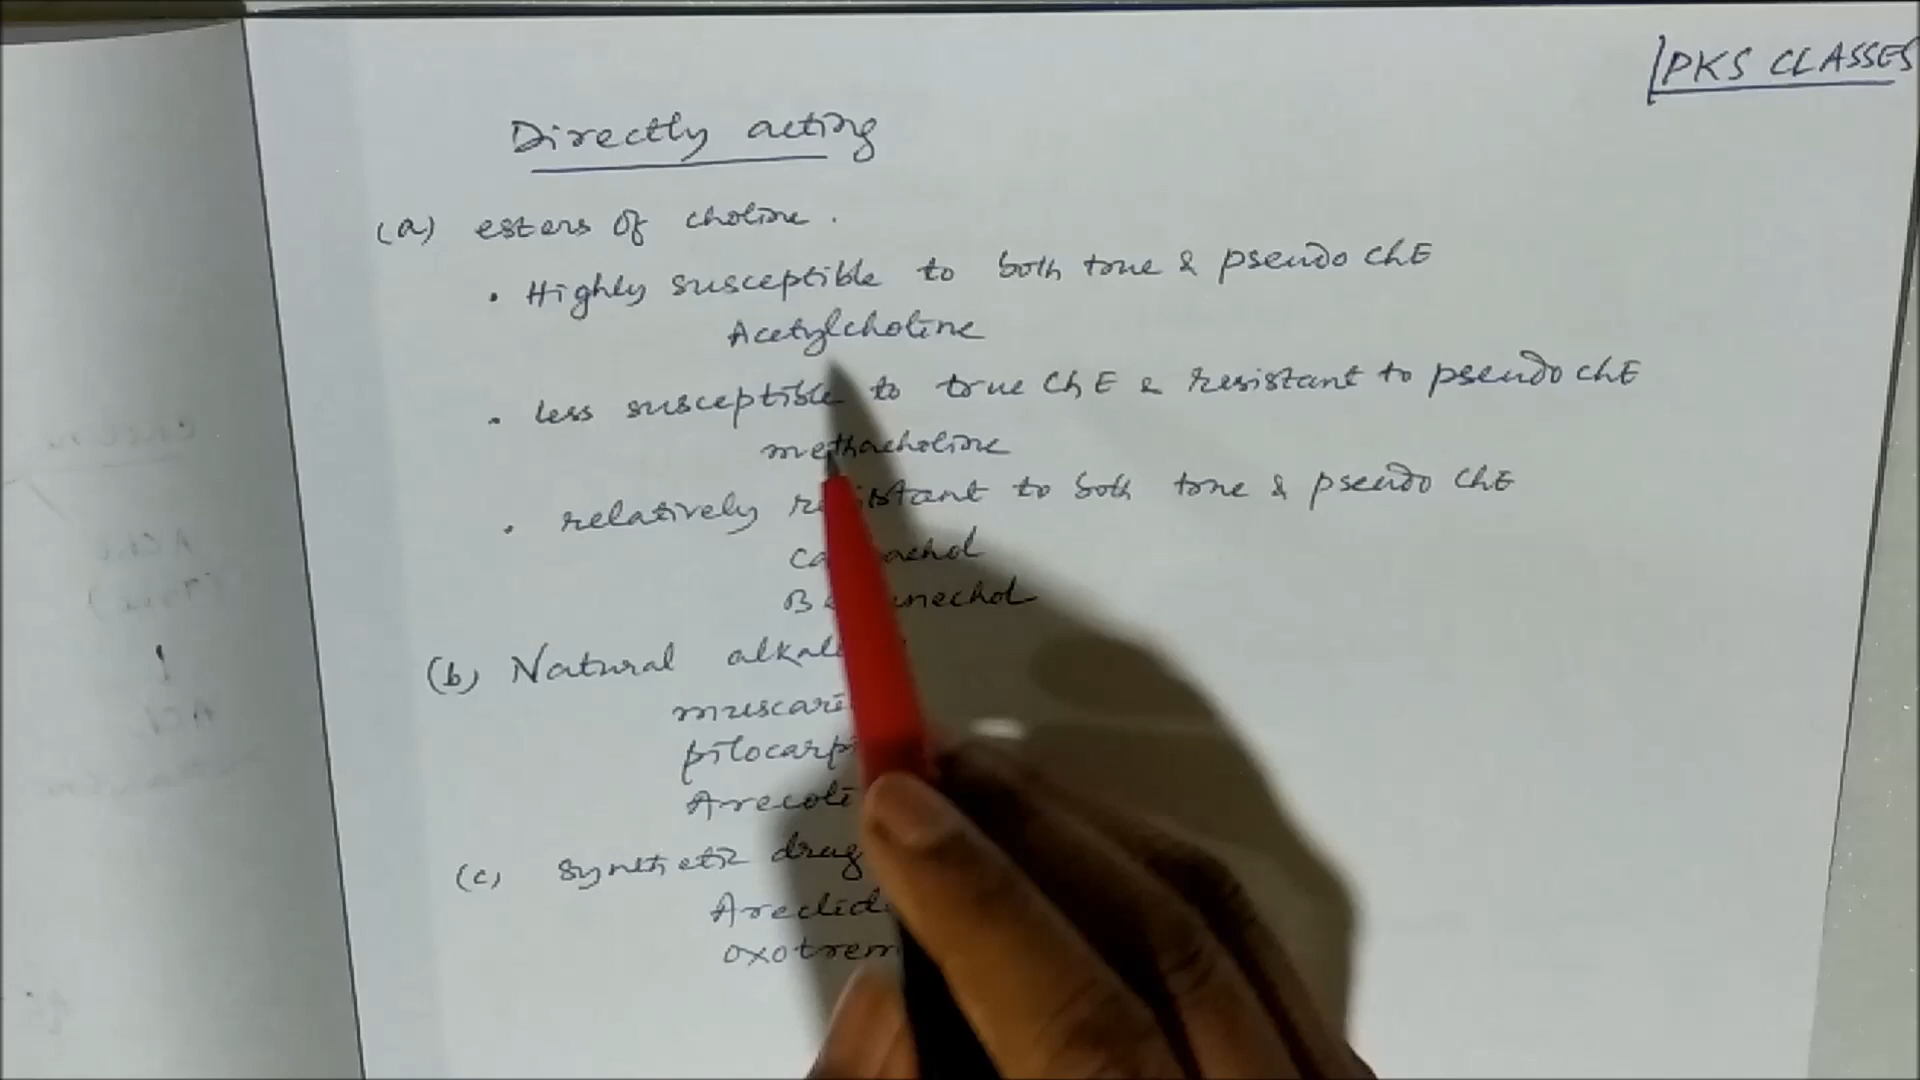 PKS CLASSES
Directly acting
(a) esters of choline.
• Highly susceptible to both true & pseudo ChE
Acetylcholine
• less susceptible to true ChE & resistant to pseudo ChE
methacholine
• relatively resistant to both true & pseudo ChE
(b) Natural
(c) synthetic